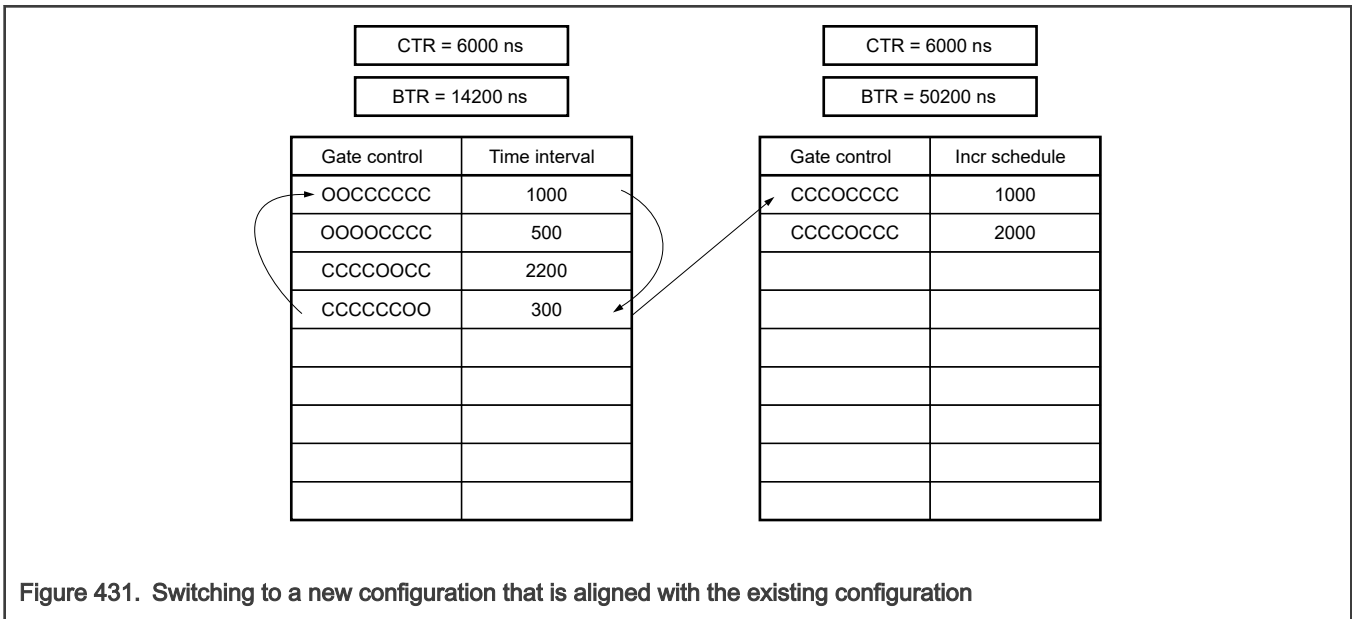 CTR = 6000 ns
BTR = 14200 ns
Gate control Time interval
OOCCCCCC 1000
OOOOCCCC 500
CCCCOOCC 2200
CCCCCCOO 300
CTR = 6000 ns
BTR = 50200 ns
Gate control Incr schedule
CCCOCCCC 1000
CCCCOCCC 2000
Figure 431. Switching to a new configuration that is aligned with the existing configuration